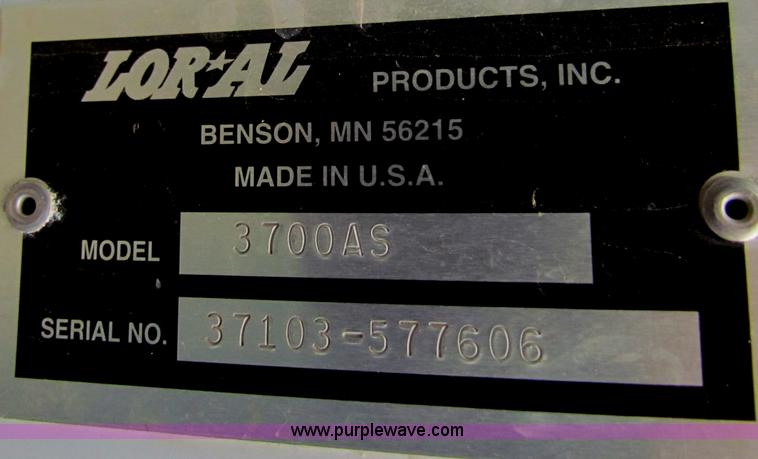 LOR★AL PRODUCTS, INC.
BENSON, MN 56215
MADE IN U.S.A.
MODEL 3700AS
SERIAL NO. 37103-577606
www.purplewave.com